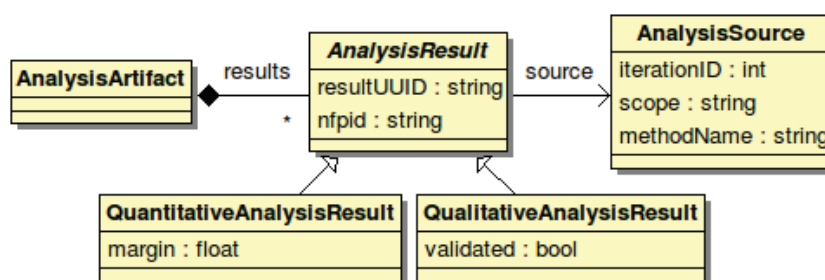 AnalysisArtifact
results
*
AnalysisResult
resultUUID : string
nfpid : string
source
AnalysisSource
iterationID : int
scope : string
methodName : string
QuantitativeAnalysisResult
margin : float
QualitativeAnalysisResult
validated : bool